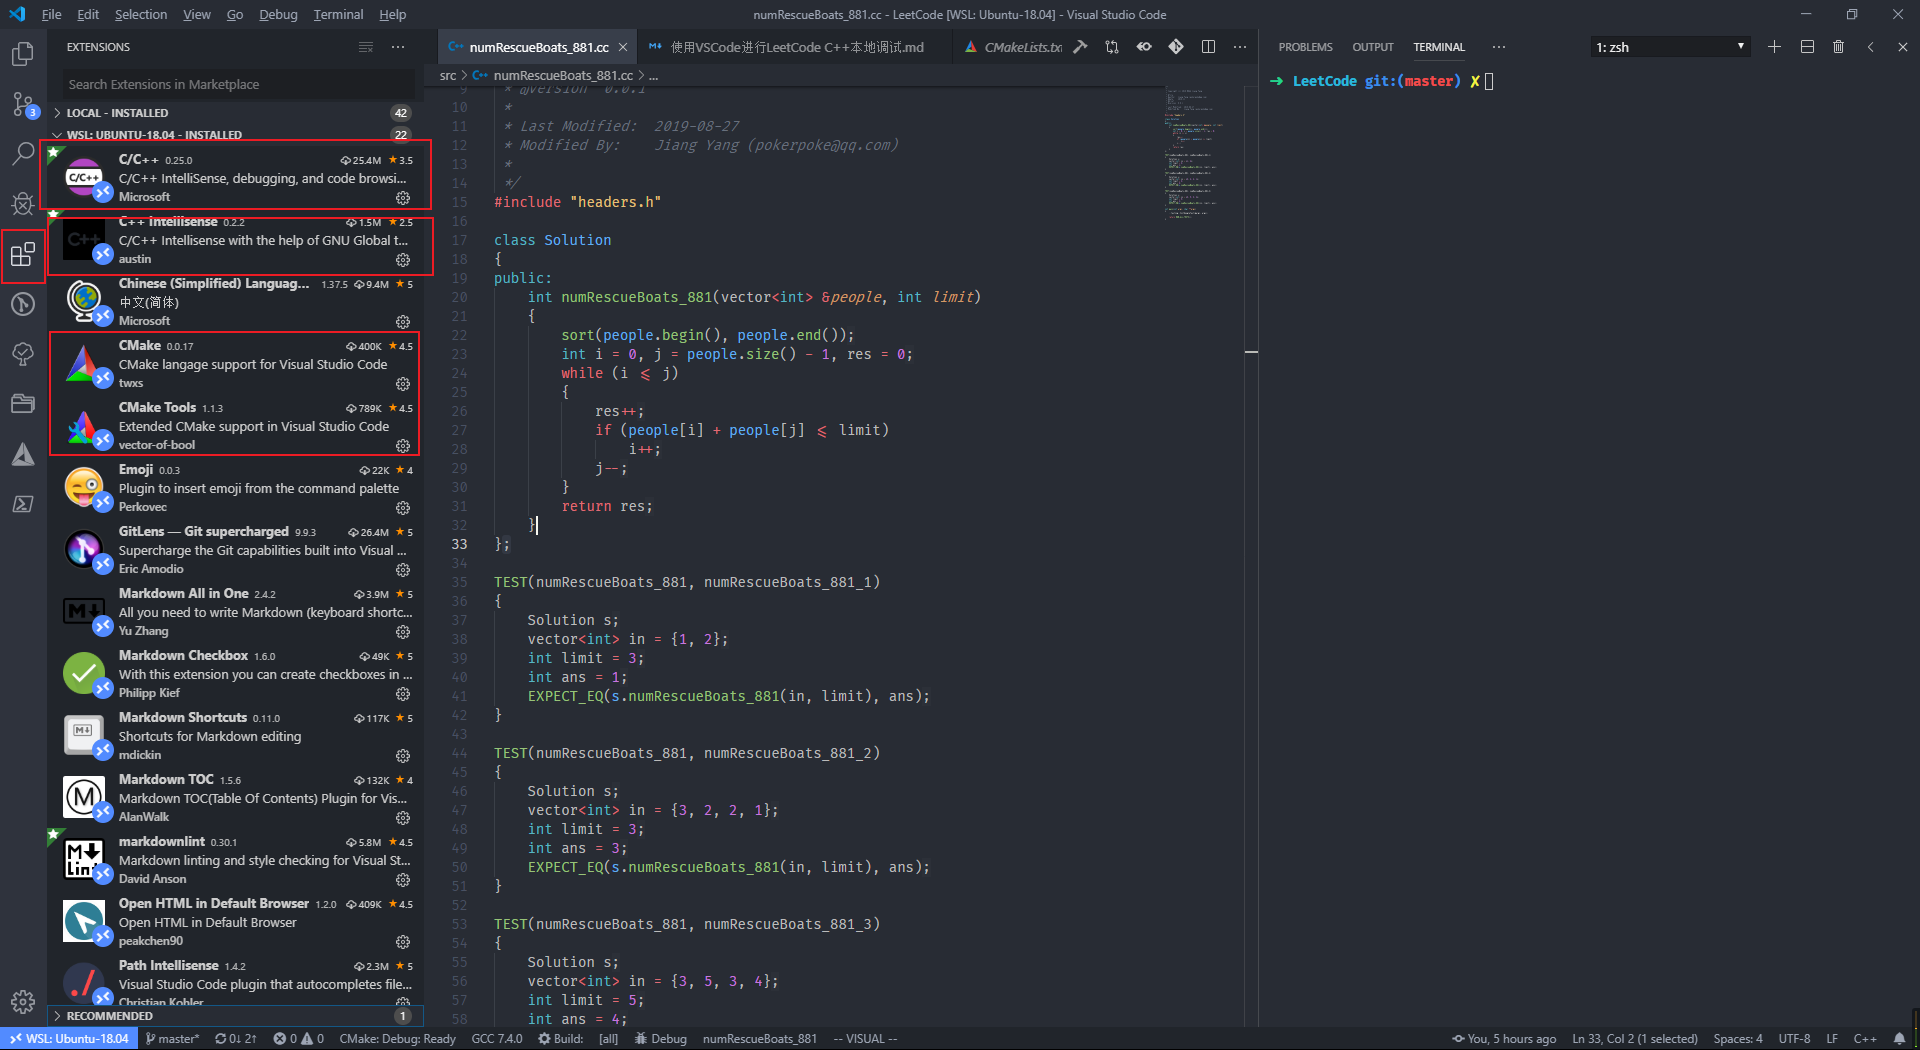 File Edit Selection View Go Debug Terminal Help
numRescueBoats_881.cc - LeetCode [WSL: Ubuntu-18.04] - Visual Studio Code
EXTENSIONS
Search Extensions in Marketplace
LOCAL - INSTALLED 42
WSL: UBUNTU-18.04 - INSTALLED 22
C/C++ 0.25.0 25.4M 3.5
C/C++ IntelliSense, debugging, and code browsi...
Microsoft
C++ Intellisense 0.2.2 1.5M 2.5
C/C++ Intellisense with the help of GNU Global t...
austin
Chinese (Simplified) Languag... 1.37.5 9.4M 5
中文(简体)
Microsoft
CMake 0.0.17 400K 4.5
CMake langage support for Visual Studio Code
twxs
CMake Tools 1.1.3 789K 4.5
Extended CMake support in Visual Studio Code
vector-of-bool
Emoji 0.0.3 22K 4
Plugin to insert emoji from the command palette
Perkovec
GitLens — Git supercharged 9.9.3 26.4M 5
Supercharge the Git capabilities built into Visual ...
Eric Amodio
Markdown All in One 2.4.2 3.9M 5
All you need to write Markdown (keyboard shortc...
Yu Zhang
Markdown Checkbox 1.6.0 49K 5
With this extension you can create checkboxes in ...
Philipp Kief
Markdown Shortcuts 0.11.0 117K 5
Shortcuts for Markdown editing
mdickin
Markdown TOC 1.5.6 132K 4
Markdown TOC(Table Of Contents) Plugin for Vis...
AlanWalk
markdownlint 0.30.1 5.8M 4.5
Markdown linting and style checking for Visual St...
David Anson
Open HTML in Default Browser 1.2.0 409K 4.5
Open HTML in Default Browser
peakchen90
Path Intellisense 1.4.2 2.3M 5
Visual Studio Code plugin that autocompletes file...
Christian Kohler
RECOMMENDED 1
numRescueBoats_881.cc
使用VSCode进行LeetCode C++本地调试.md
CMakeLists.tx
src > numRescueBoats_881.cc > ...
9 * @version 0.0.1
10 *
11 * Last Modified: 2019-08-27
12 * Modified By: Jiang Yang (pokerpoke@qq.com)
13 *
14 */
15 #include "headers.h"
16
17 class Solution
18 {
19 public:
20 int numRescueBoats_881(vector<int> &people, int limit)
21 {
22 sort(people.begin(), people.end());
23 int i = 0, j = people.size() - 1, res = 0;
24 while (i ⩽ j)
25 {
26 res++;
27 if (people[i] + people[j] ⩽ limit)
28 i++;
29 j--;
30 }
31 return res;
32 }
33 };
34
35 TEST(numRescueBoats_881, numRescueBoats_881_1)
36 {
37 Solution s;
38 vector<int> in = {1, 2};
39 int limit = 3;
40 int ans = 1;
41 EXPECT_EQ(s.numRescueBoats_881(in, limit), ans);
42 }
43
44 TEST(numRescueBoats_881, numRescueBoats_881_2)
45 {
46 Solution s;
47 vector<int> in = {3, 2, 2, 1};
48 int limit = 3;
49 int ans = 3;
50 EXPECT_EQ(s.numRescueBoats_881(in, limit), ans);
51 }
52
53 TEST(numRescueBoats_881, numRescueBoats_881_3)
54 {
55 Solution s;
56 vector<int> in = {3, 5, 3, 4};
57 int limit = 5;
58 int ans = 4;
PROBLEMS OUTPUT TERMINAL ··· 1: zsh
➜ LeetCode git:(master) ✗
WSL: Ubuntu-18.04 master* 0↓ 2↑ 0 0 CMake: Debug: Ready GCC 7.4.0 Build: [all] Debug numRescueBoats_881 -- VISUAL -- You, 5 hours ago Ln 33, Col 2 (1 selected) Spaces: 4 UTF-8 LF C++